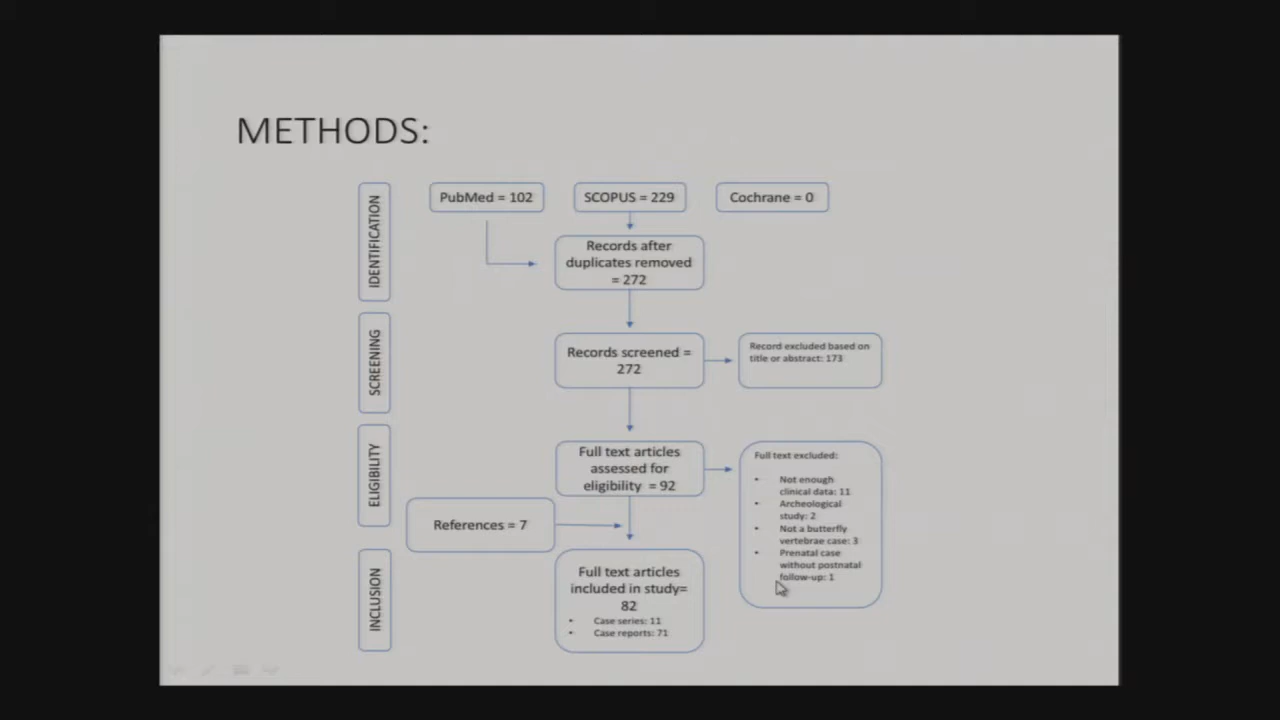 METHODS:
IDENTIFICATION
PubMed = 102
SCOPUS = 229
Cochrane = 0
Records after
duplicates removed
= 272
SCREENING
Records screened =
272
Record excluded based on
title or abstract: 173
ELIGIBILITY
Full text articles
assessed for
eligibility = 92
Full text excluded:
• Not enough
clinical data: 11
• Archeological
study: 2
• Not a butterfly
vertebrae case: 3
• Prenatal case
without postnatal
follow-up: 1
References = 7
INCLUSION
Full text articles
included in study=
82
• Case series: 11
• Case reports: 71